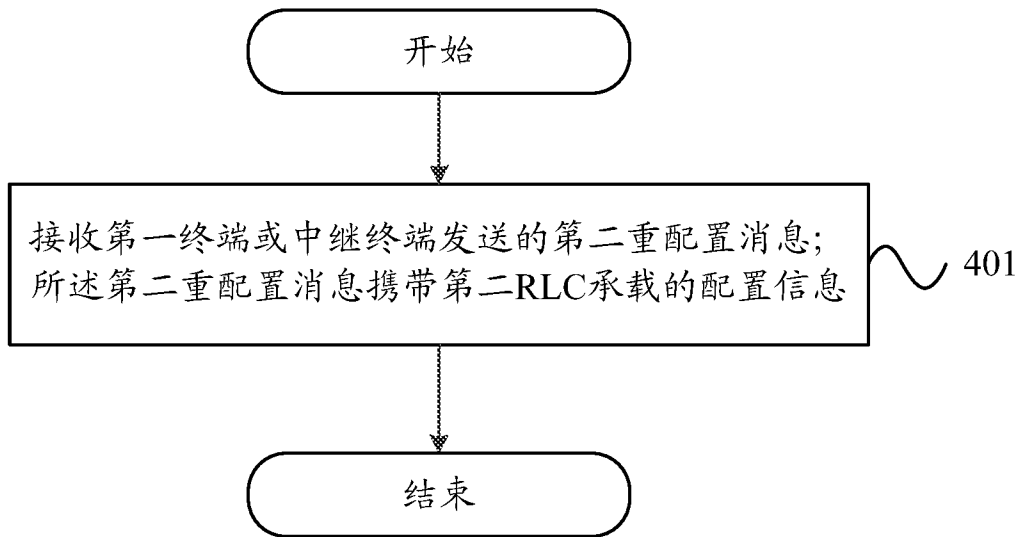 开始
接收第一终端或中继终端发送的第二重配置消息;
所述第二重配置消息携带第二RLC承载的配置信息
401
结束